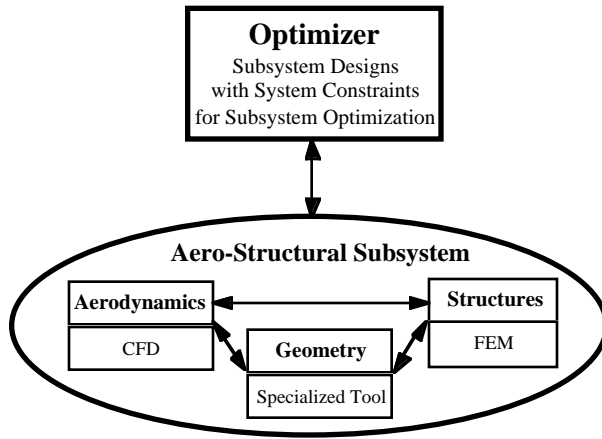 Optimizer
Subsystem Designs
with System Constraints
for Subsystem Optimization
Aero-Structural Subsystem
Aerodynamics
CFD
Structures
FEM
Geometry
Specialized Tool